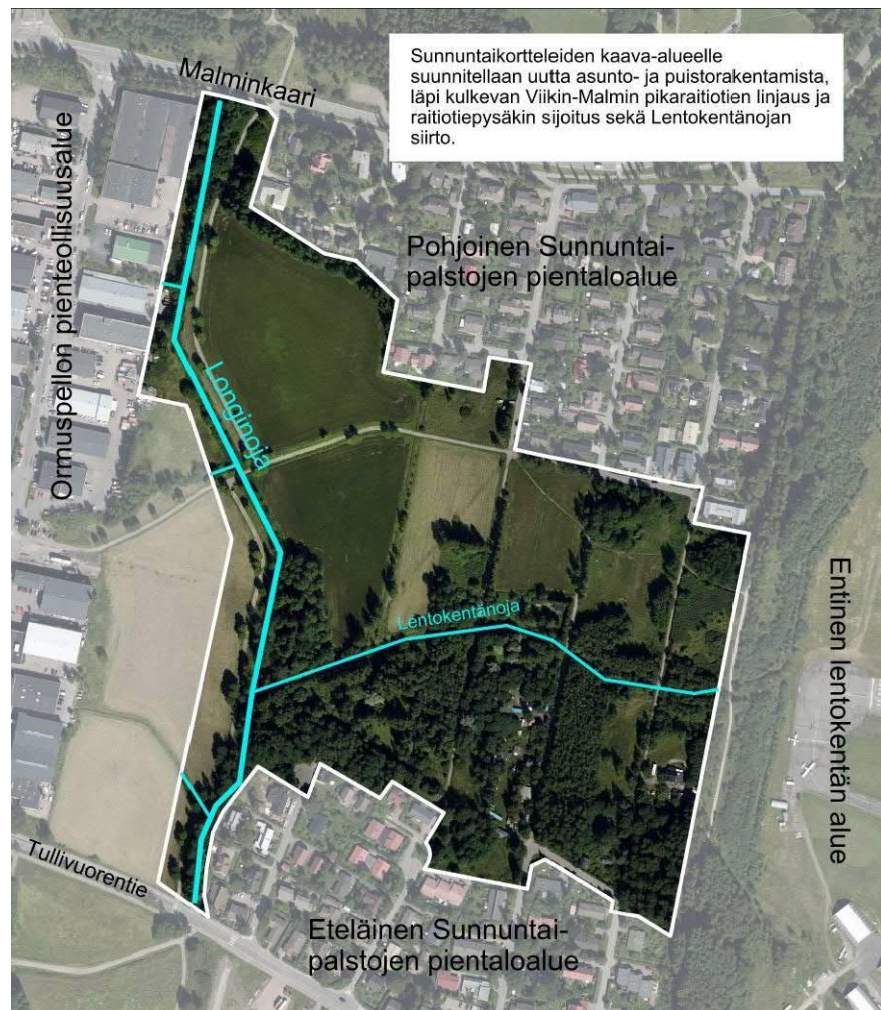 Sunnuntaikortteleiden kaava-alueelle
suunnitellaan uutta asunto- ja puistorakentamista,
läpi kulkevan Viikin-Malmin pikaraitiotien linjaus ja
raitiotiepysäkin sijoitus sekä Lentokentänojan
siirto.
Malminkaari
Ormuspellon pienteollisuusalue
Pohjoinen Sunnuntai-
palstojen pientaloalue
Longinoja
Lentokentänoja
Entinen lentokentän alue
Tullivuorentie
Eteläinen Sunnuntai-
palstojen pientaloalue